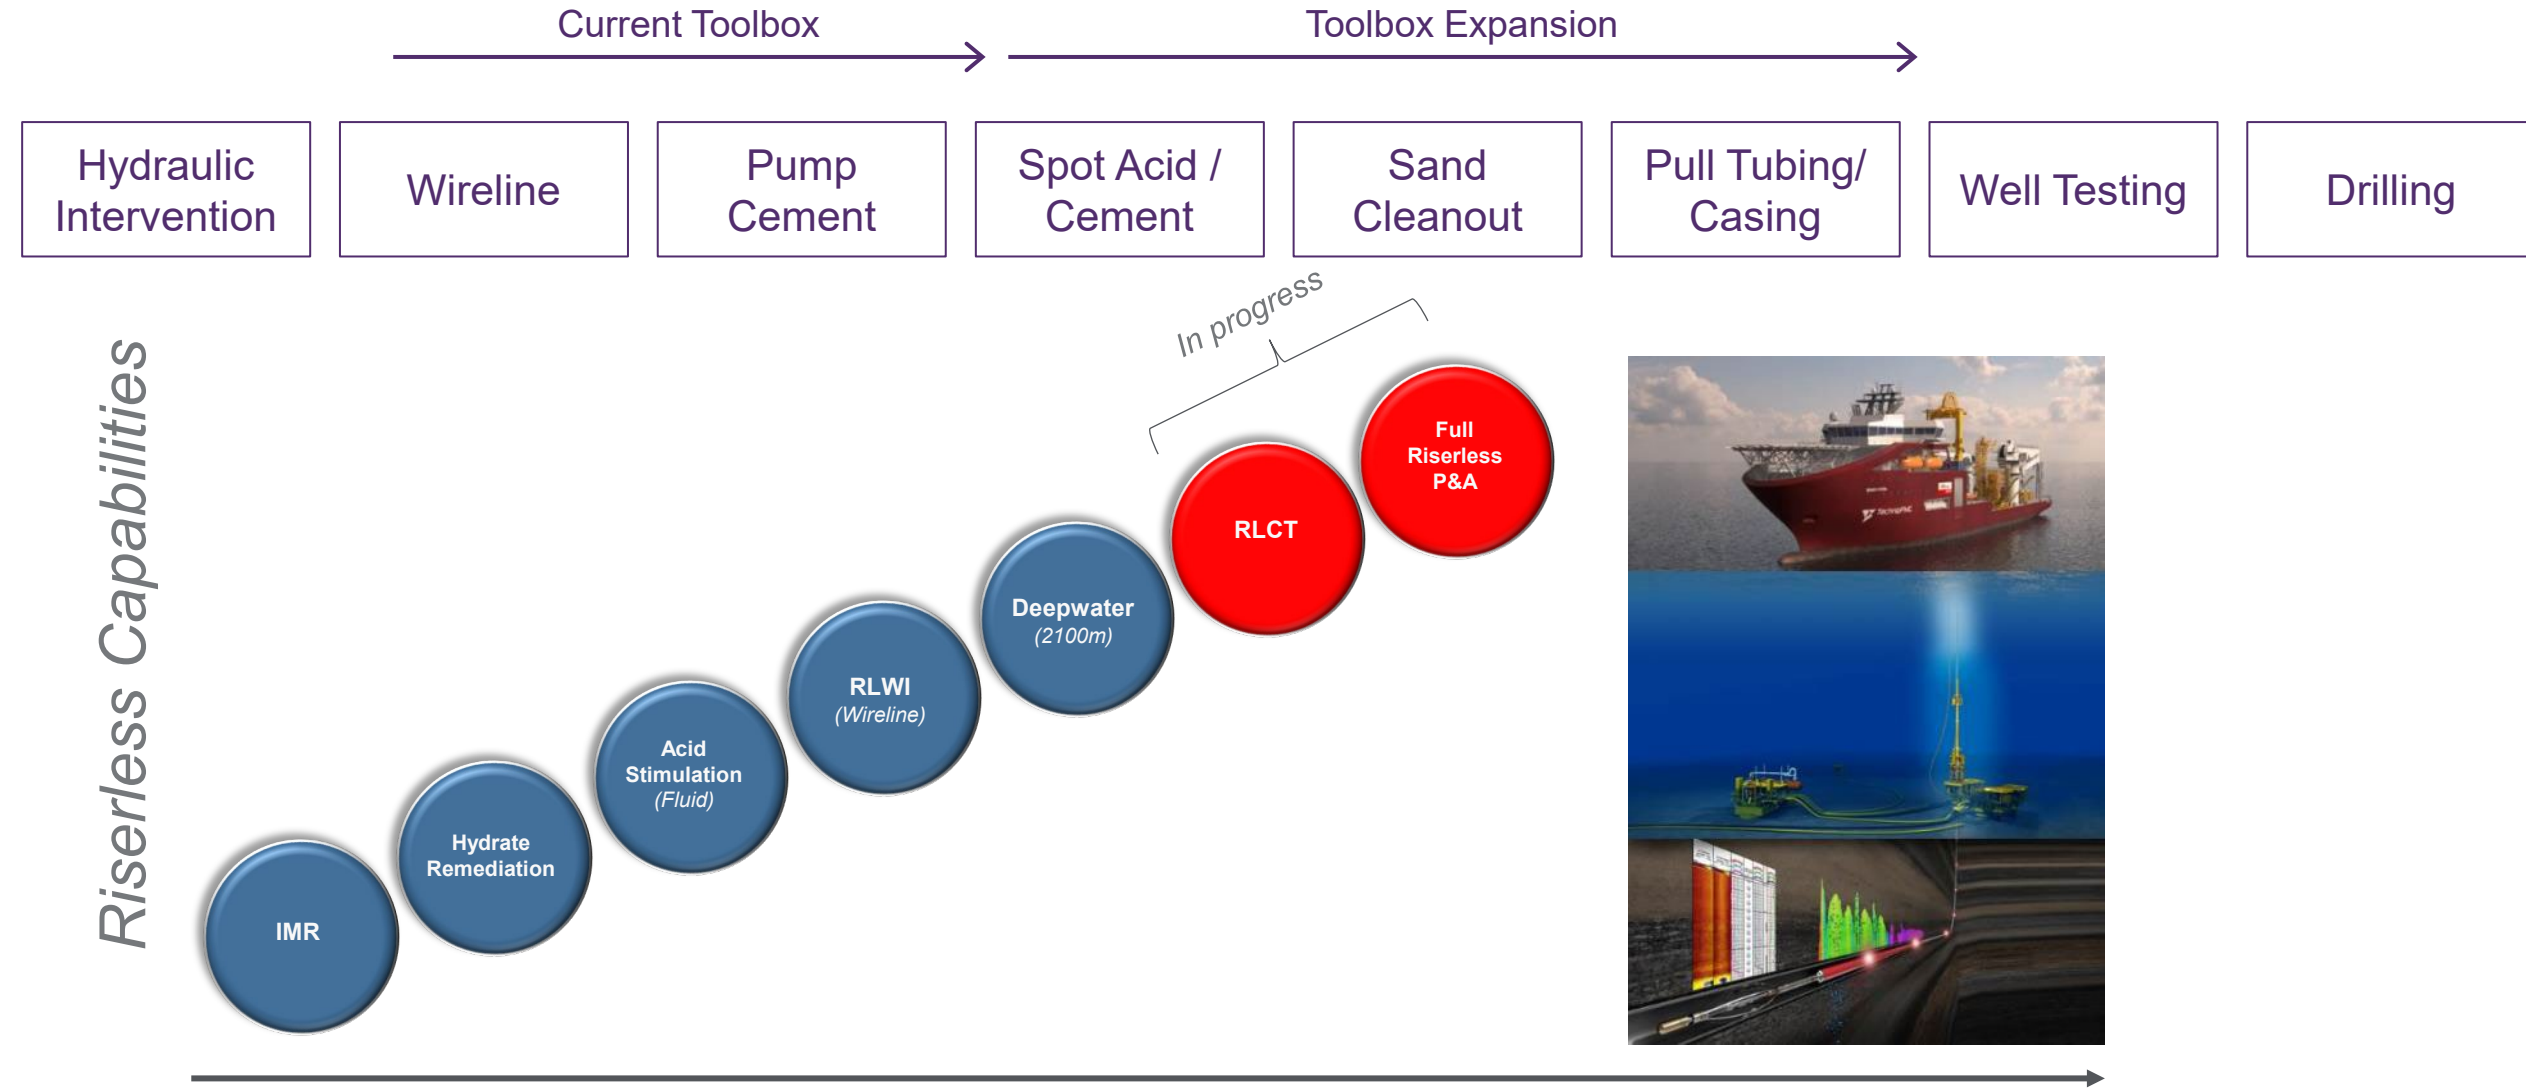 Current Toolbox
Toolbox Expansion
Hydraulic
Intervention
Wireline
Pump
Cement
Spot Acid /
Cement
Sand
Cleanout
Pull Tubing/
Casing
Well Testing
Drilling
Riserless Capabilities
In progress
IMR
Hydrate
Remediation
Acid
Stimulation
(Fluid)
RLWI
(Wireline)
Deepwater
(2100m)
RLCT
Full
Riserless
P&A
TechnipFMC